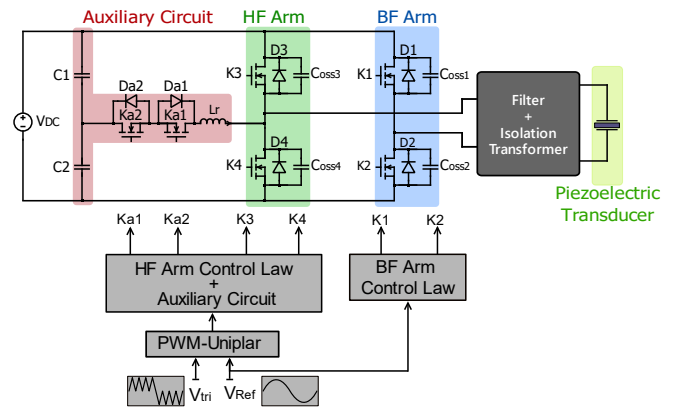 Auxiliary Circuit
HF Arm
BF Arm
D3
D1
C1
K3
Coss3
K1
Coss1
Da2
Da1
Lr
VDC
Ka2
Ka1
Filter
+
Isolation
Transformer
D4
D2
C2
K4
Coss4
K2
Coss2
Piezoelectric
Transducer
Ka1
Ka2
K3
K4
K1
K2
HF Arm Control Law
+
Auxiliary Circuit
BF Arm
Control Law
PWM-Uniplar
Vtri
VRef